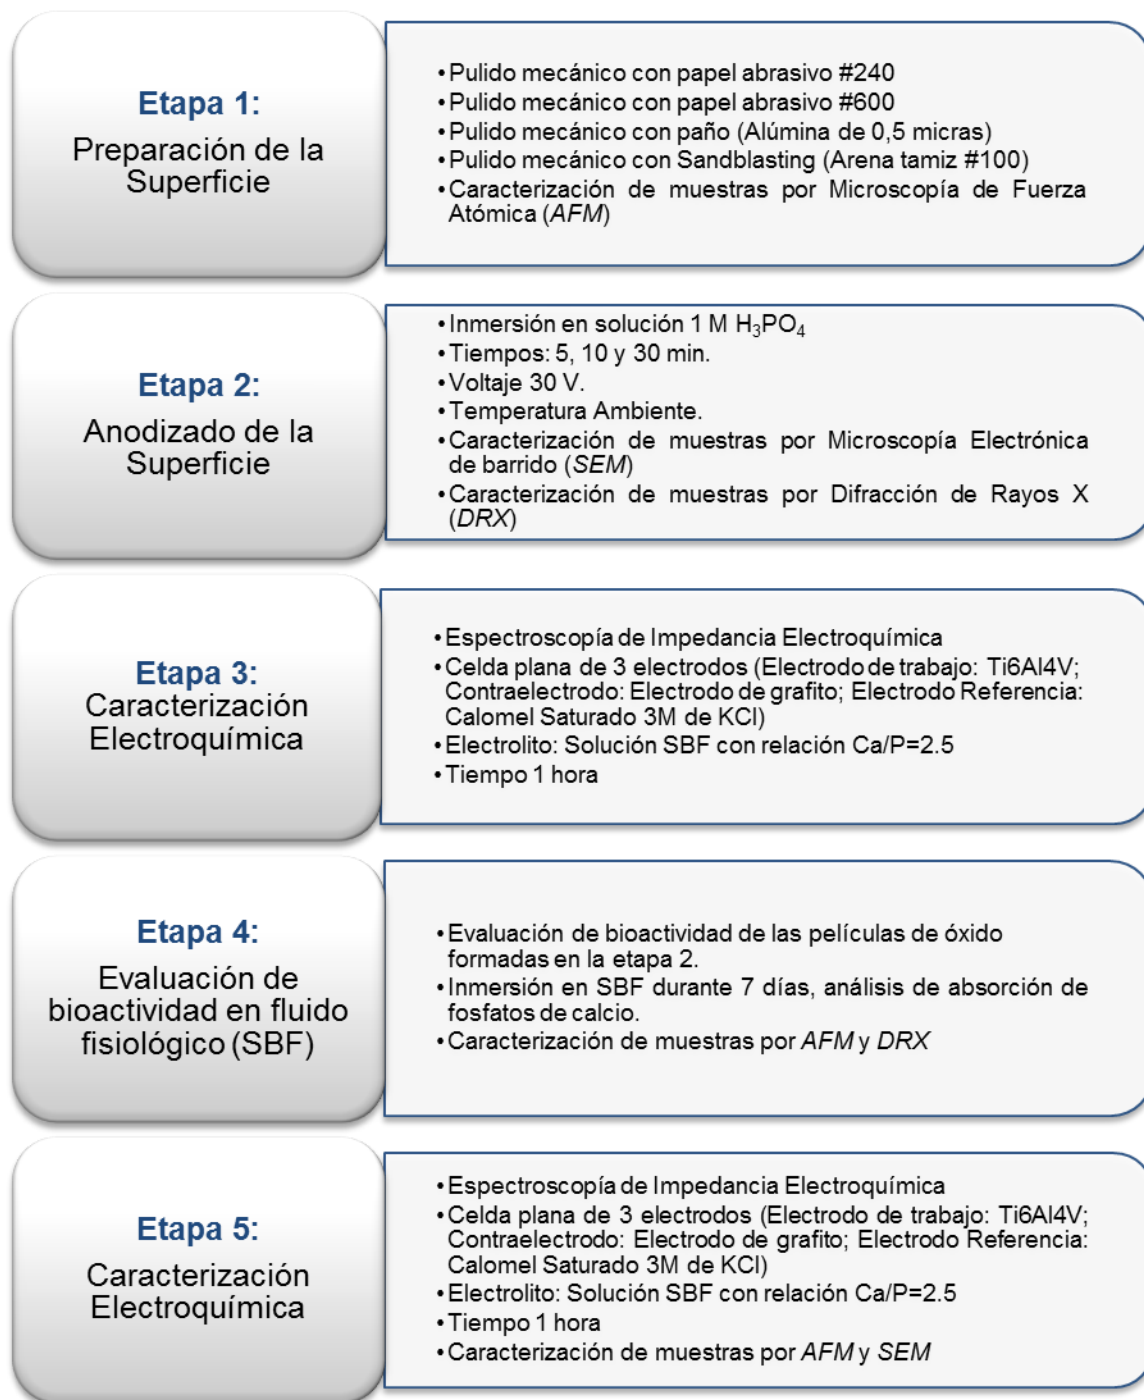 Etapa 1:
Preparación de la
Superficie
• Pulido mecánico con papel abrasivo #240
• Pulido mecánico con papel abrasivo #600
• Pulido mecánico con paño (Alúmina de 0,5 micras)
• Pulido mecánico con Sandblasting (Arena tamiz #100)
• Caracterización de muestras por Microscopía de Fuerza
Atómica (AFM)
Etapa 2:
Anodizado de la
Superficie
• Inmersión en solución 1 M H₃PO₄
• Tiempos: 5, 10 y 30 min.
• Voltaje 30 V.
• Temperatura Ambiente.
• Caracterización de muestras por Microscopía Electrónica
de barrido (SEM)
• Caracterización de muestras por Difracción de Rayos X
(DRX)
Etapa 3:
Caracterización
Electroquímica
• Espectroscopía de Impedancia Electroquímica
• Celda plana de 3 electrodos (Electrodo de trabajo: Ti6Al4V;
Contraelectrodo: Electrodo de grafito; Electrodo Referencia:
Calomel Saturado 3M de KCl)
• Electrolito: Solución SBF con relación Ca/P=2.5
• Tiempo 1 hora
Etapa 4:
Evaluación de
bioactividad en fluido
fisiológico (SBF)
• Evaluación de bioactividad de las películas de óxido
formadas en la etapa 2.
• Inmersión en SBF durante 7 días, análisis de absorción de
fosfatos de calcio.
• Caracterización de muestras por AFM y DRX
Etapa 5:
Caracterización
Electroquímica
• Espectroscopía de Impedancia Electroquímica
• Celda plana de 3 electrodos (Electrodo de trabajo: Ti6Al4V;
Contraelectrodo: Electrodo de grafito; Electrodo Referencia:
Calomel Saturado 3M de KCl)
• Electrolito: Solución SBF con relación Ca/P=2.5
• Tiempo 1 hora
• Caracterización de muestras por AFM y SEM